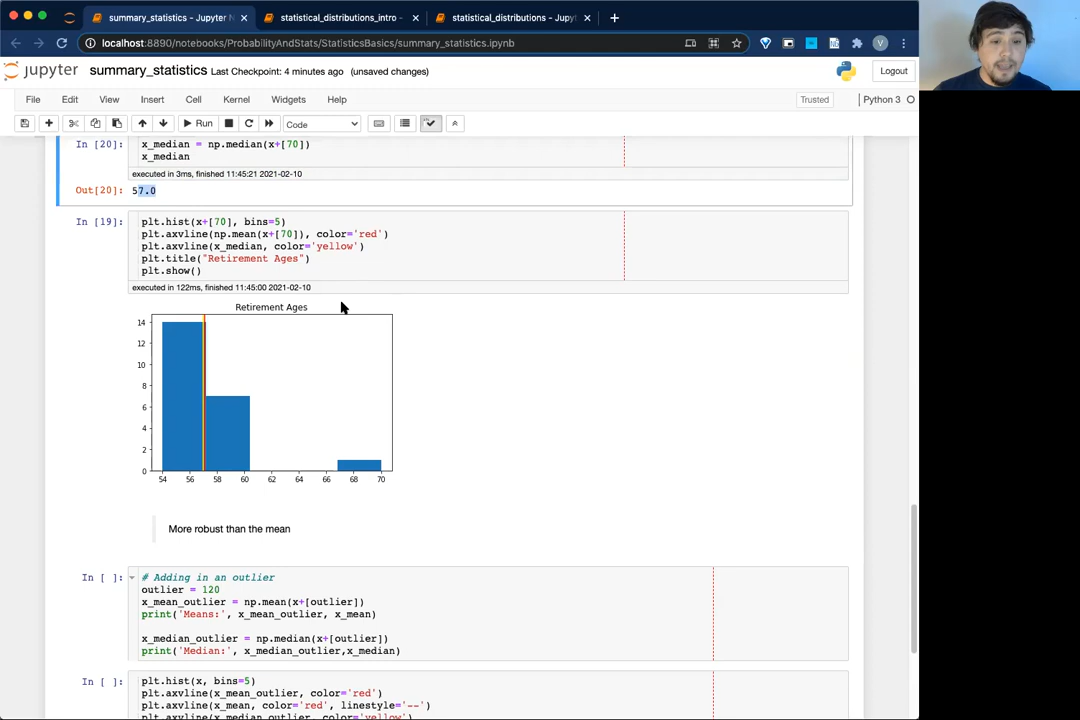 summary_statistics - Jupyter N
statistical_distributions_intro -
statistical_distributions - Jupyt
localhost:8890/notebooks/ProbabilityAndStats/StatisticsBasics/summary_statistics.ipynb
V
jupyter summary_statistics Last Checkpoint: 4 minutes ago (unsaved changes)
Logout
File Edit View Insert Cell Kernel Widgets Help
Trusted
Python 3
Run
Code
In [20]:
x_median = np.median(x+[70])
x_median
executed in 3ms, finished 11:45:21 2021-02-10
Out[20]: 57.0
In [19]:
plt.hist(x+[70], bins=5)
plt.axvline(np.mean(x+[70]), color='red')
plt.axvline(x_median, color='yellow')
plt.title("Retirement Ages")
plt.show()
executed in 122ms, finished 11:45:00 2021-02-10
Retirement Ages
14
12
10
8
6
4
2
0
54 56 58 60 62 64 66 68 70
More robust than the mean
In [ ]:
# Adding in an outlier
outlier = 120
x_mean_outlier = np.mean(x+[outlier])
print('Means:', x_mean_outlier, x_mean)
x_median_outlier = np.median(x+[outlier])
print('Median:', x_median_outlier,x_median)
In [ ]:
plt.hist(x, bins=5)
plt.axvline(x_mean_outlier, color='red')
plt.axvline(x_mean, color='red', linestyle='--')
plt.axvline(x_median_outlier, color='yellow')